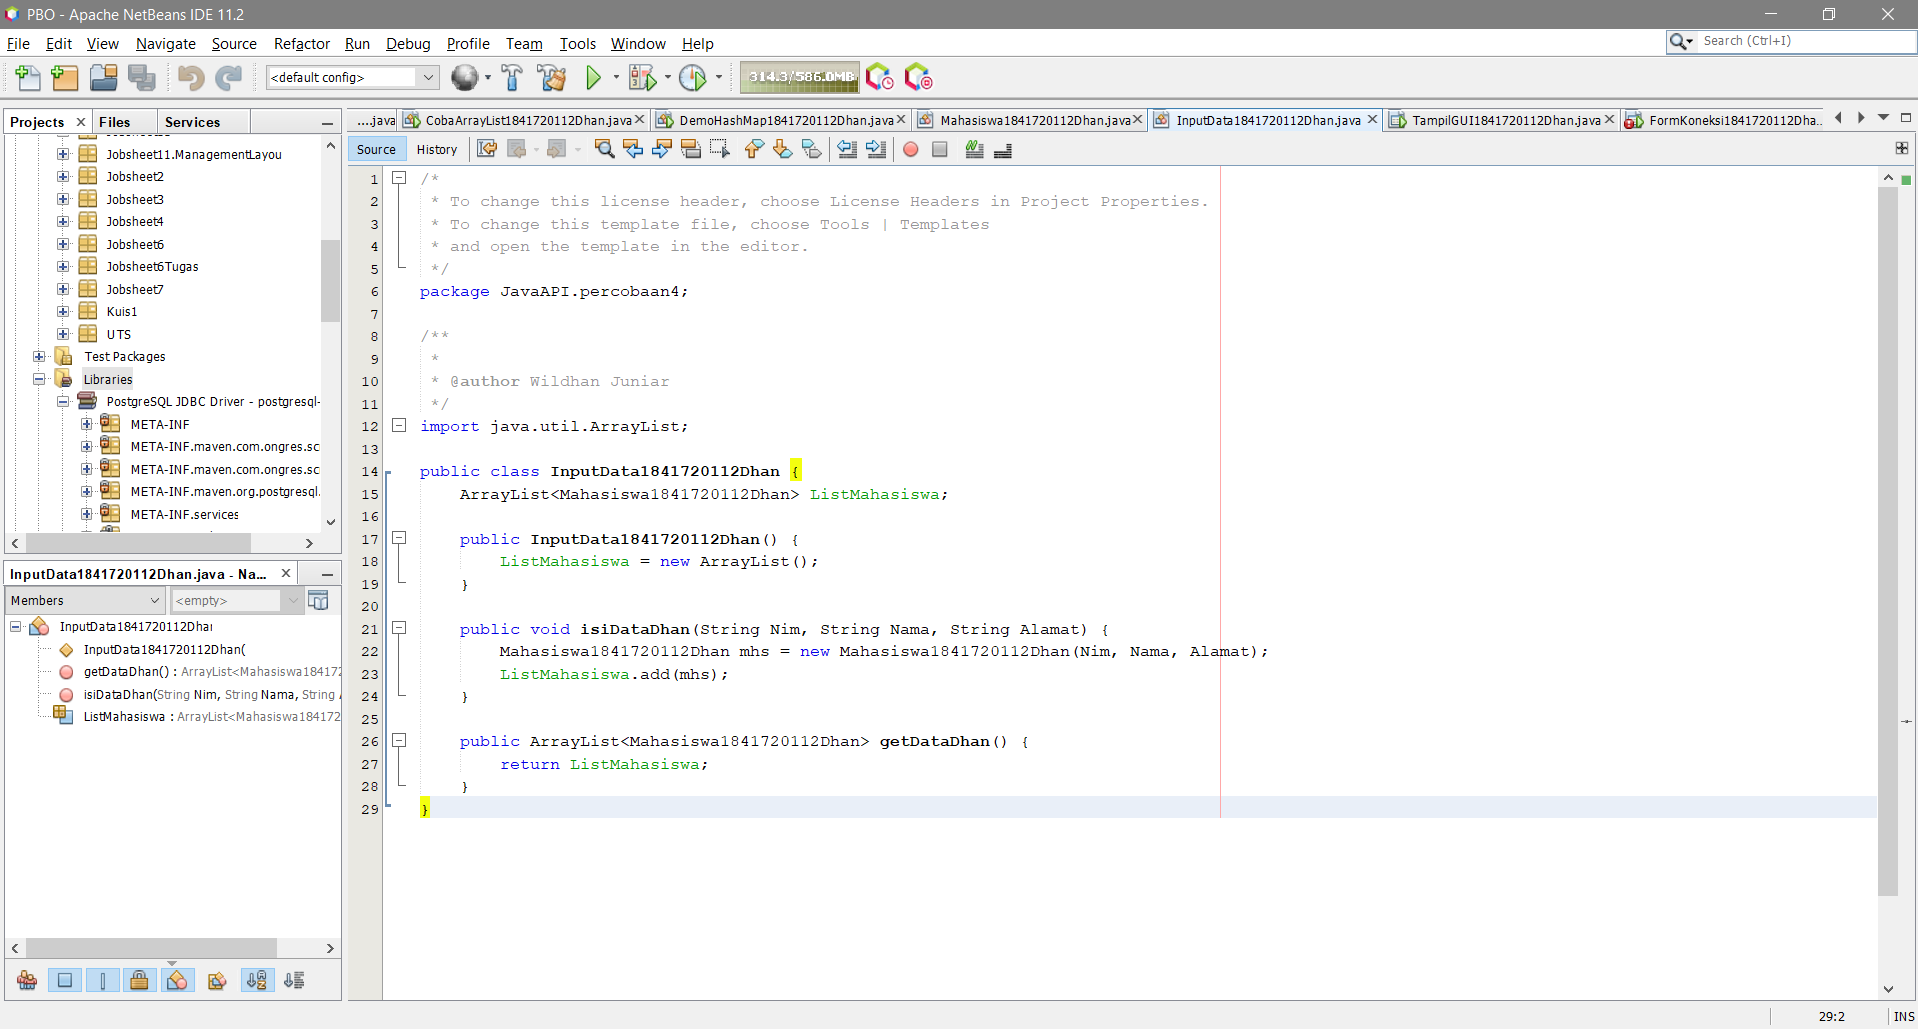 PBO - Apache NetBeans IDE 11.2
File Edit View Navigate Source Refactor Run Debug Profile Team Tools Window Help
Search (Ctrl+I)
<default config>
314.3/586.0MB
Projects Files Services
Jobsheet11.ManagementLayou
Jobsheet2
Jobsheet3
Jobsheet4
Jobsheet6
Jobsheet6Tugas
Jobsheet7
Kuis1
UTS
Test Packages
Libraries
PostgreSQL JDBC Driver - postgresql-
META-INF
META-INF.maven.com.ongres.sc
META-INF.maven.com.ongres.sc
META-INF.maven.org.postgresql.
META-INF.services
InputData1841720112Dhan.java - Na...
Members
<empty>
InputData1841720112Dhan
InputData1841720112Dhan(
getDataDhan() : ArrayList<Mahasiswa18417
isiDataDhan(String Nim, String Nama, String
ListMahasiswa : ArrayList<Mahasiswa184172
....java CobaArrayList1841720112Dhan.java DemoHashMap1841720112Dhan.java Mahasiswa1841720112Dhan.java InputData1841720112Dhan.java TampilGUI1841720112Dhan.java FormKoneksi1841720112Dha...
Source History
1 /*
2 * To change this license header, choose License Headers in Project Properties.
3 * To change this template file, choose Tools | Templates
4 * and open the template in the editor.
5 */
6 package JavaAPI.percobaan4;
7
8 /**
9 *
10 * @author Wildhan Juniar
11 */
12 import java.util.ArrayList;
13
14 public class InputData1841720112Dhan {
15 ArrayList<Mahasiswa1841720112Dhan> ListMahasiswa;
16
17 public InputData1841720112Dhan() {
18 ListMahasiswa = new ArrayList();
19 }
20
21 public void isiDataDhan(String Nim, String Nama, String Alamat) {
22 Mahasiswa1841720112Dhan mhs = new Mahasiswa1841720112Dhan(Nim, Nama, Alamat);
23 ListMahasiswa.add(mhs);
24 }
25
26 public ArrayList<Mahasiswa1841720112Dhan> getDataDhan() {
27 return ListMahasiswa;
28 }
29 }
29:2 INS